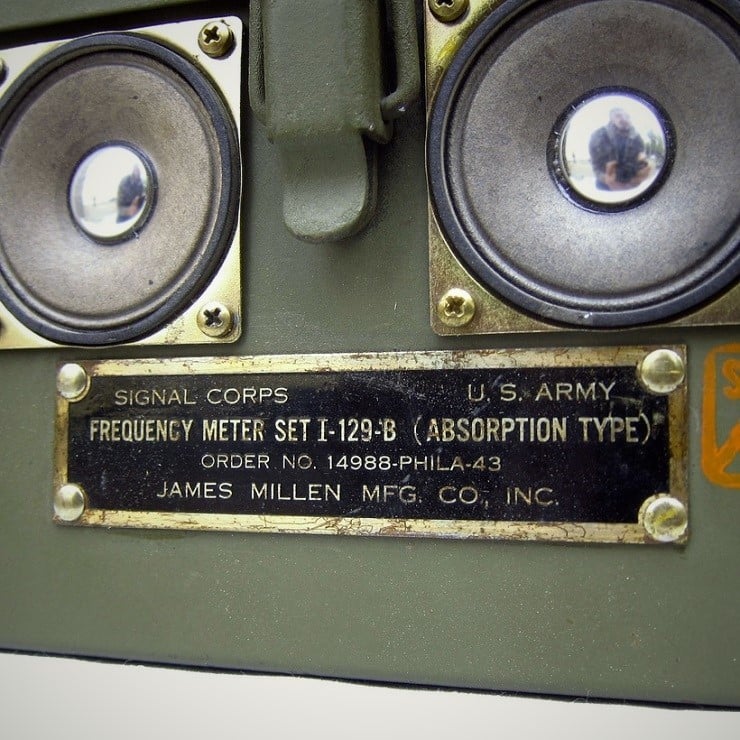 SIGNAL CORPS U. S. ARMY
FREQUENCY METER SET I-129-B (ABSORPTION TYPE)
ORDER NO. 14988-PHILA-43
JAMES MILLEN MFG. CO., INC.